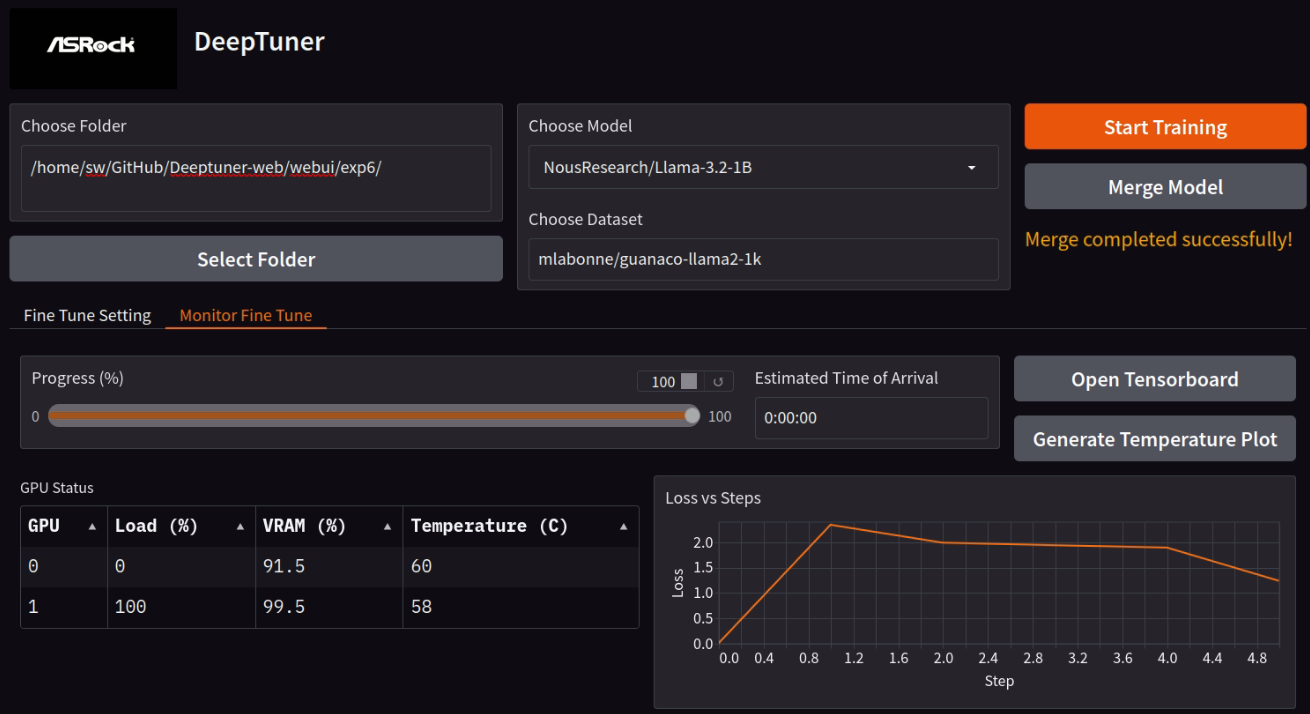 ASRock
DeepTuner
Choose Folder
/home/sw/GitHub/Deeptuner-web/webui/exp6/
Select Folder
Choose Model
NousResearch/Llama-3.2-1B
Choose Dataset
mlabonne/guanaco-llama2-1k
Start Training
Merge Model
Merge completed successfully!
Fine Tune Setting Monitor Fine Tune
Progress (%)
100
0
100
Estimated Time of Arrival
0:00:00
Open Tensorboard
Generate Temperature Plot
GPU Status
GPU Load (%) VRAM (%) Temperature (C)
0 0 91.5 60
1 100 99.5 58
Loss vs Steps
Loss
2.0
1.5
1.0
0.5
0.0
0.0 0.4 0.8 1.2 1.6 2.0 2.4 2.8 3.2 3.6 4.0 4.4 4.8
Step